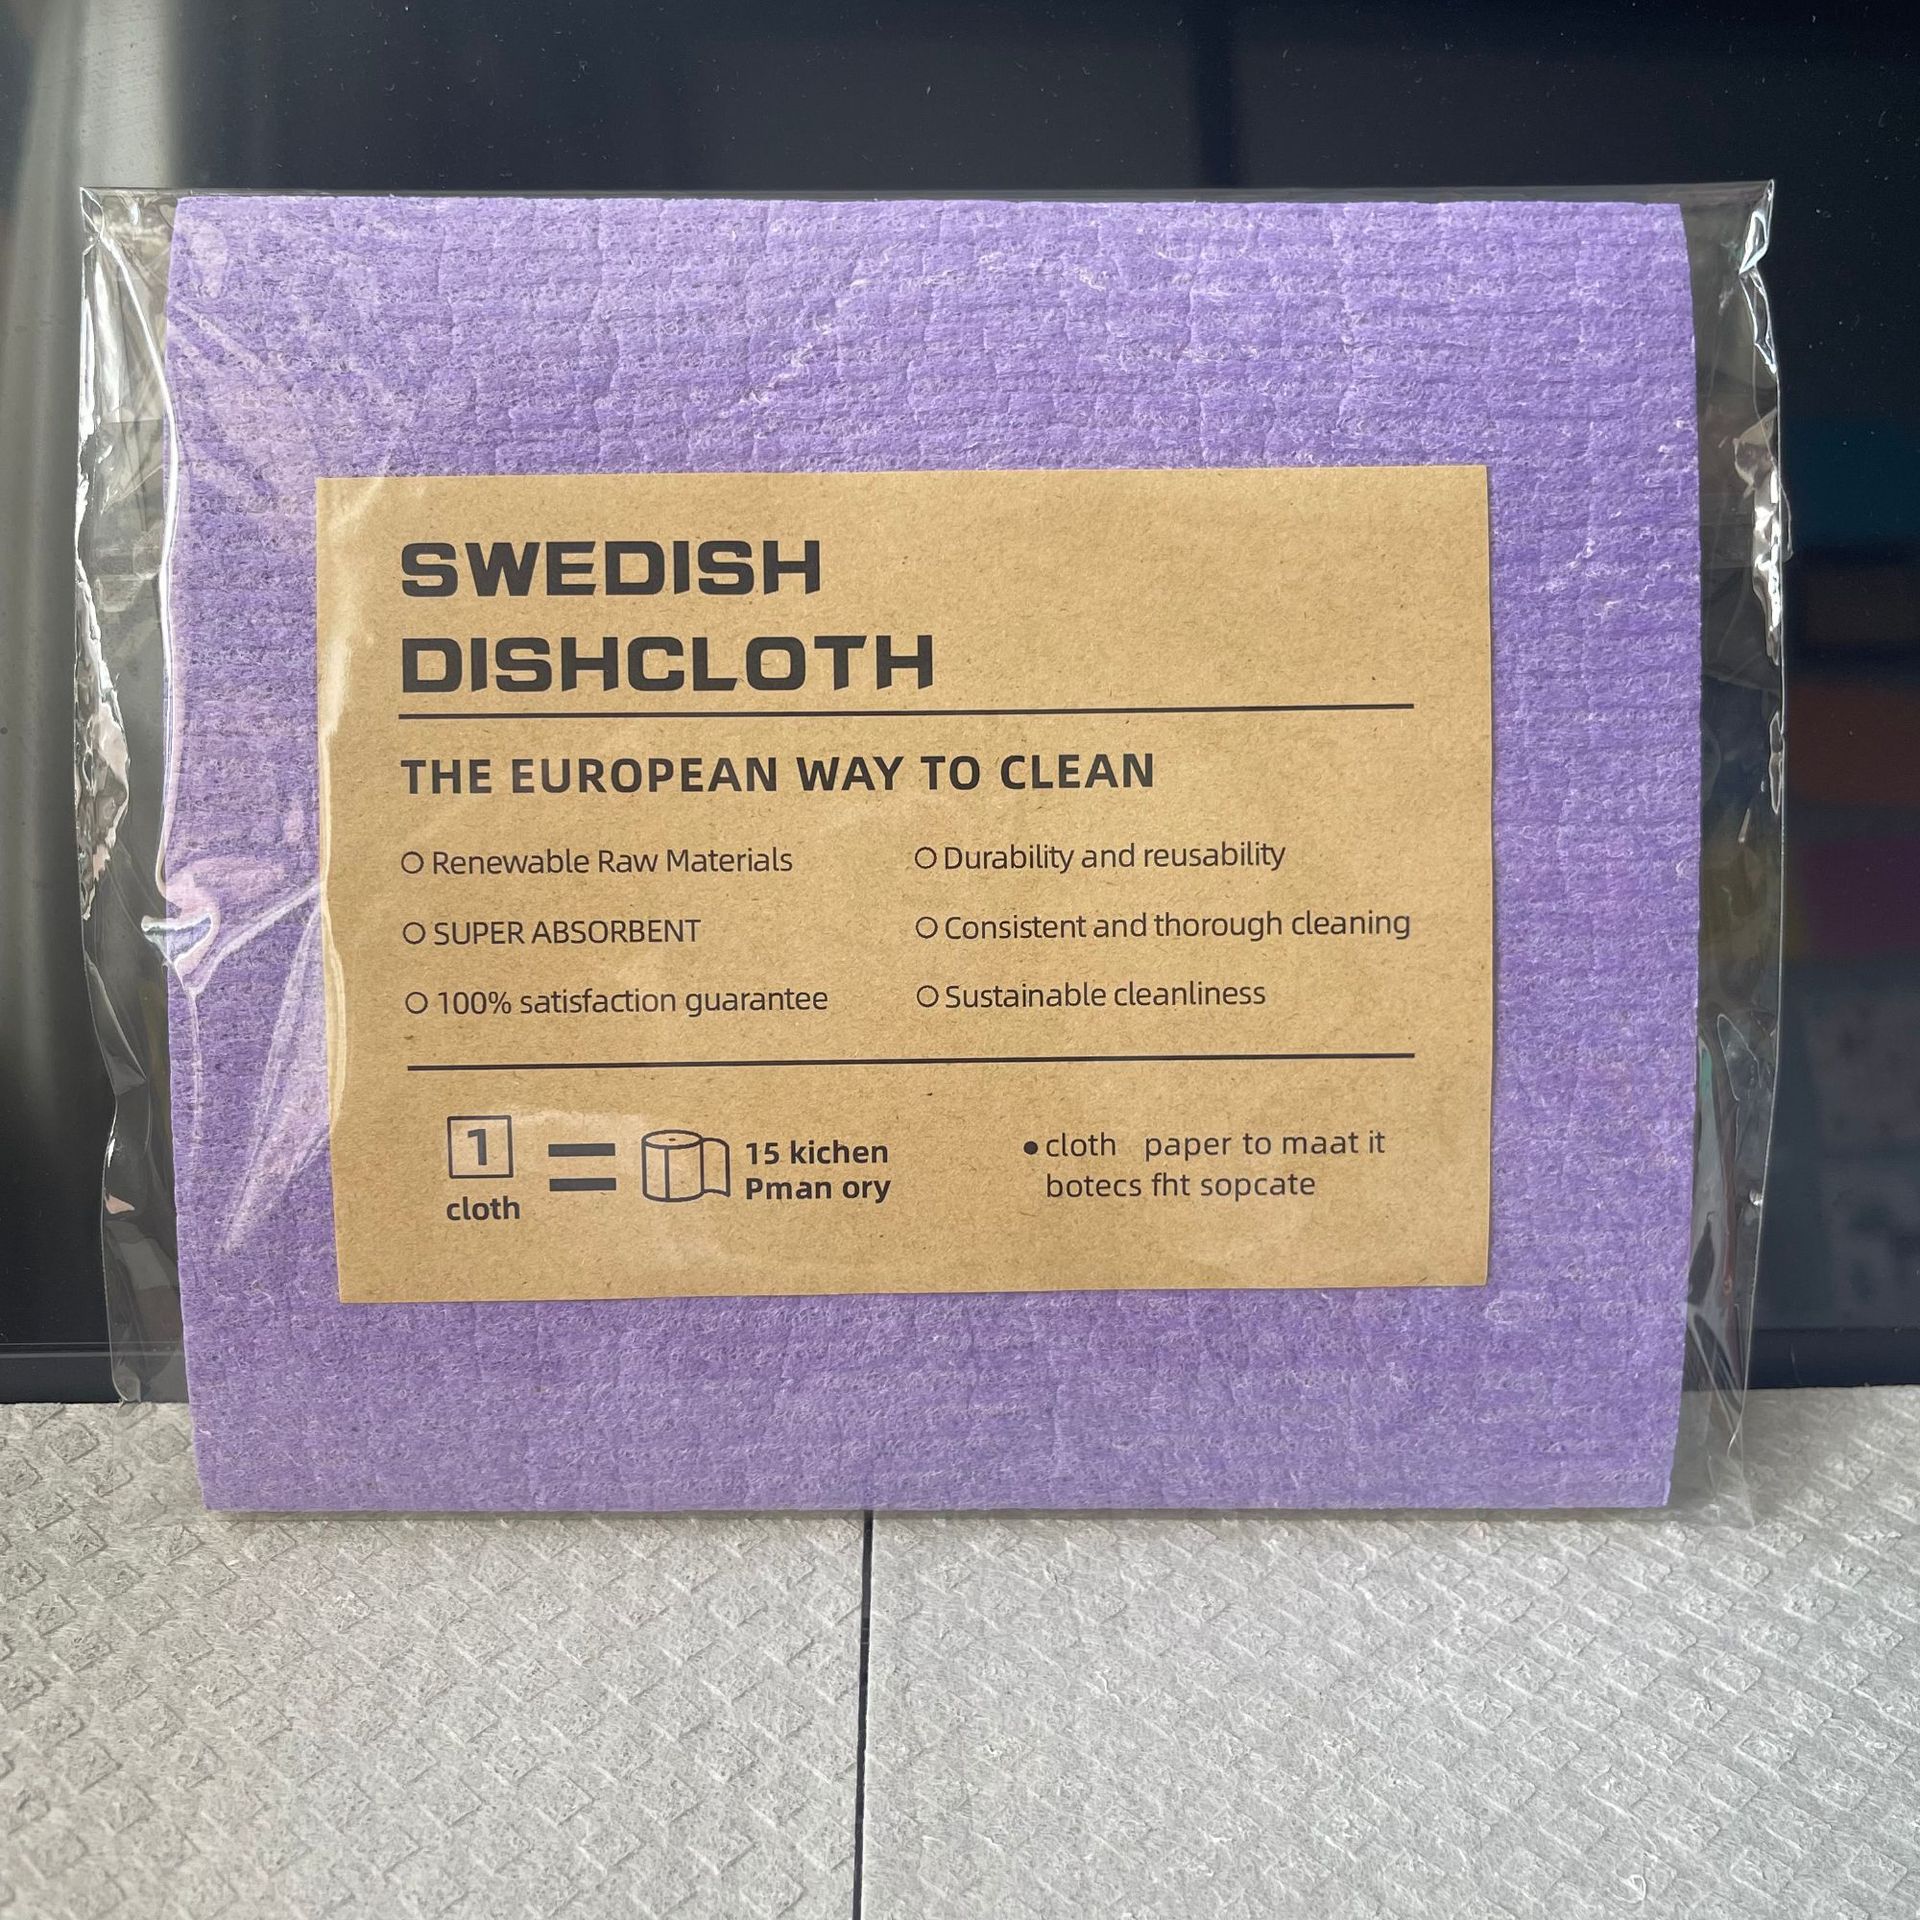 SWEDISH
DISHCLOTH
THE EUROPEAN WAY TO CLEAN
Renewable Raw Materials
Durability and reusability
SUPER ABSORBENT
Consistent and thorough cleaning
100% satisfaction guarantee
Sustainable cleanliness
1
cloth
15 kichen
Pman ory
cloth paper to maat it
botecs fht sopcate